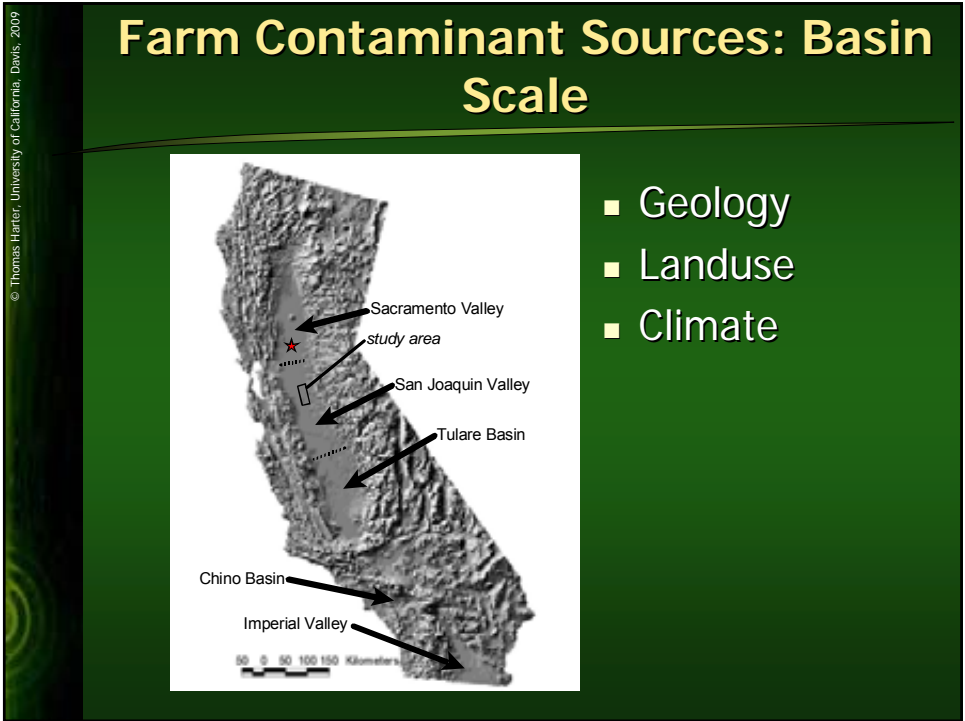 © Thomas Harter, University of California, Davis, 2009
Farm Contaminant Sources: Basin
Scale
Sacramento Valley
study area
San Joaquin Valley
Tulare Basin
Chino Basin
Imperial Valley
50 0 50 100 150 Kilometers
Geology
Landuse
Climate